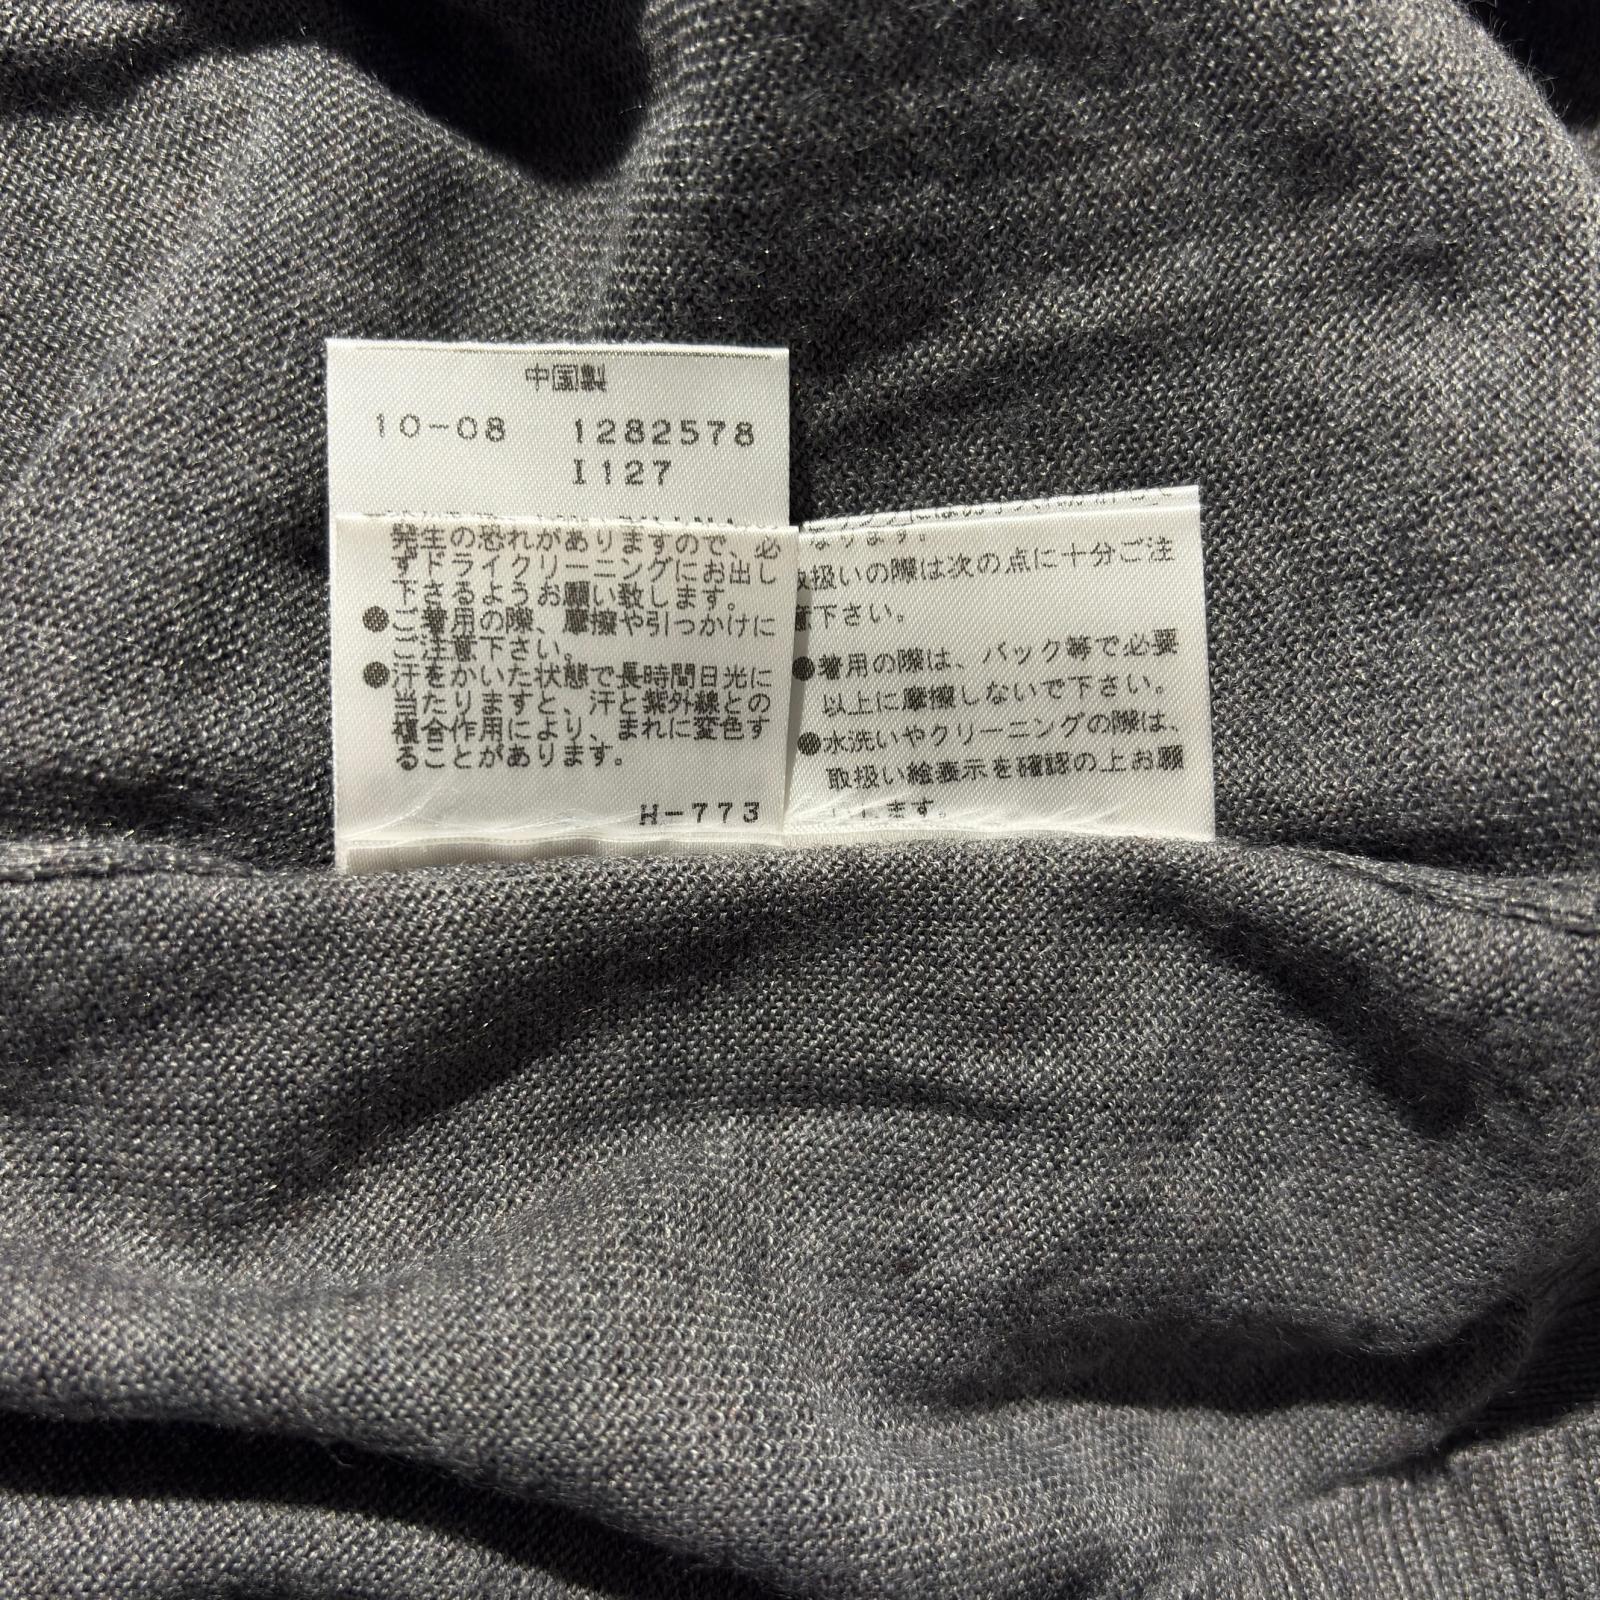 中国製
10-08 1282578
I127
発生の恐れがありますので、必
ずドライクリーニングにお出し
下さるようお願い致します。
●ご着用の際、摩擦や引っかけに
ご注意下さい。
●汗をかいた状態で長時間日光に
当たりますと、汗と紫外線との
複合作用により、まれに変色す
ることがあります。
H-773
なります。
取扱いの際は次の点に十分ご注
意下さい。
●着用の際は、バック等で必要
以上に摩擦しないで下さい。
●水洗いやクリーニングの際は、
取扱い絵表示を確認の上お願
します。